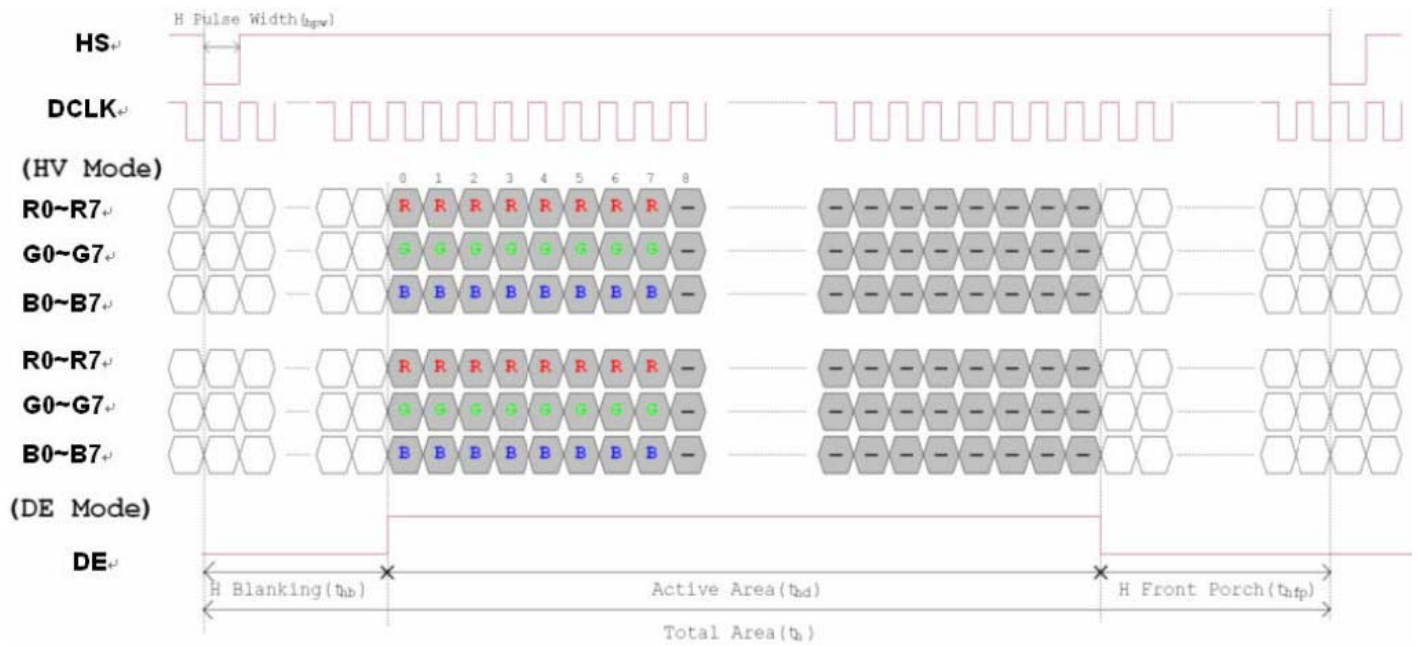 H Pulse Width(thpw)
HS
DCLK
(HV Mode)
0 1 2 3 4 5 6 7 8
R0~R7 R R R R R R R R - - - - - - - - -
G0~G7 G G G G G G G G - - - - - - - - -
B0~B7 B B B B B B B B - - - - - - - - -
R0~R7 R R R R R R R R - - - - - - - - -
G0~G7 G G G G G G G G - - - - - - - - -
B0~B7 B B B B B B B B - - - - - - - - -
(DE Mode)
DE
H Blanking(thb) Active Area(thd) H Front Porch(thfp)
Total Area(th)